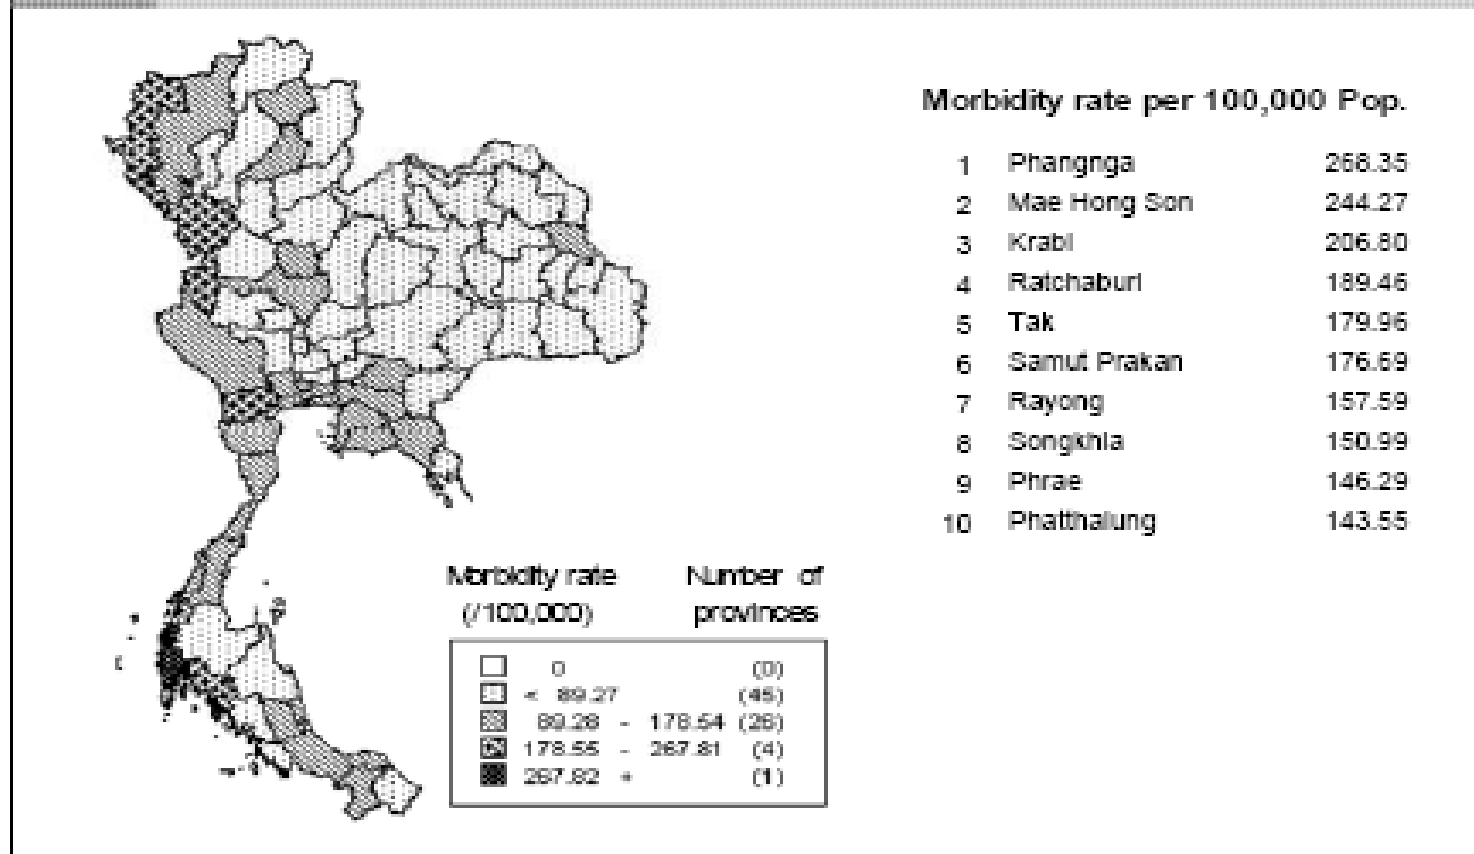 Morbidity rate per 100,000 Pop.
1 Phangnga 268.35
2 Mae Hong Son 244.27
3 Krabi 206.80
4 Ratchaburi 189.46
5 Tak 179.96
6 Samut Prakan 176.69
7 Rayong 157.59
8 Songkhla 150.99
9 Phrae 146.29
10 Phatthalung 143.55
Morbidity rate Number of
(/100,000) provinces
0 (0)
< 89.27 (45)
89.28 - 178.54 (26)
178.55 - 267.81 (4)
267.82 + (1)